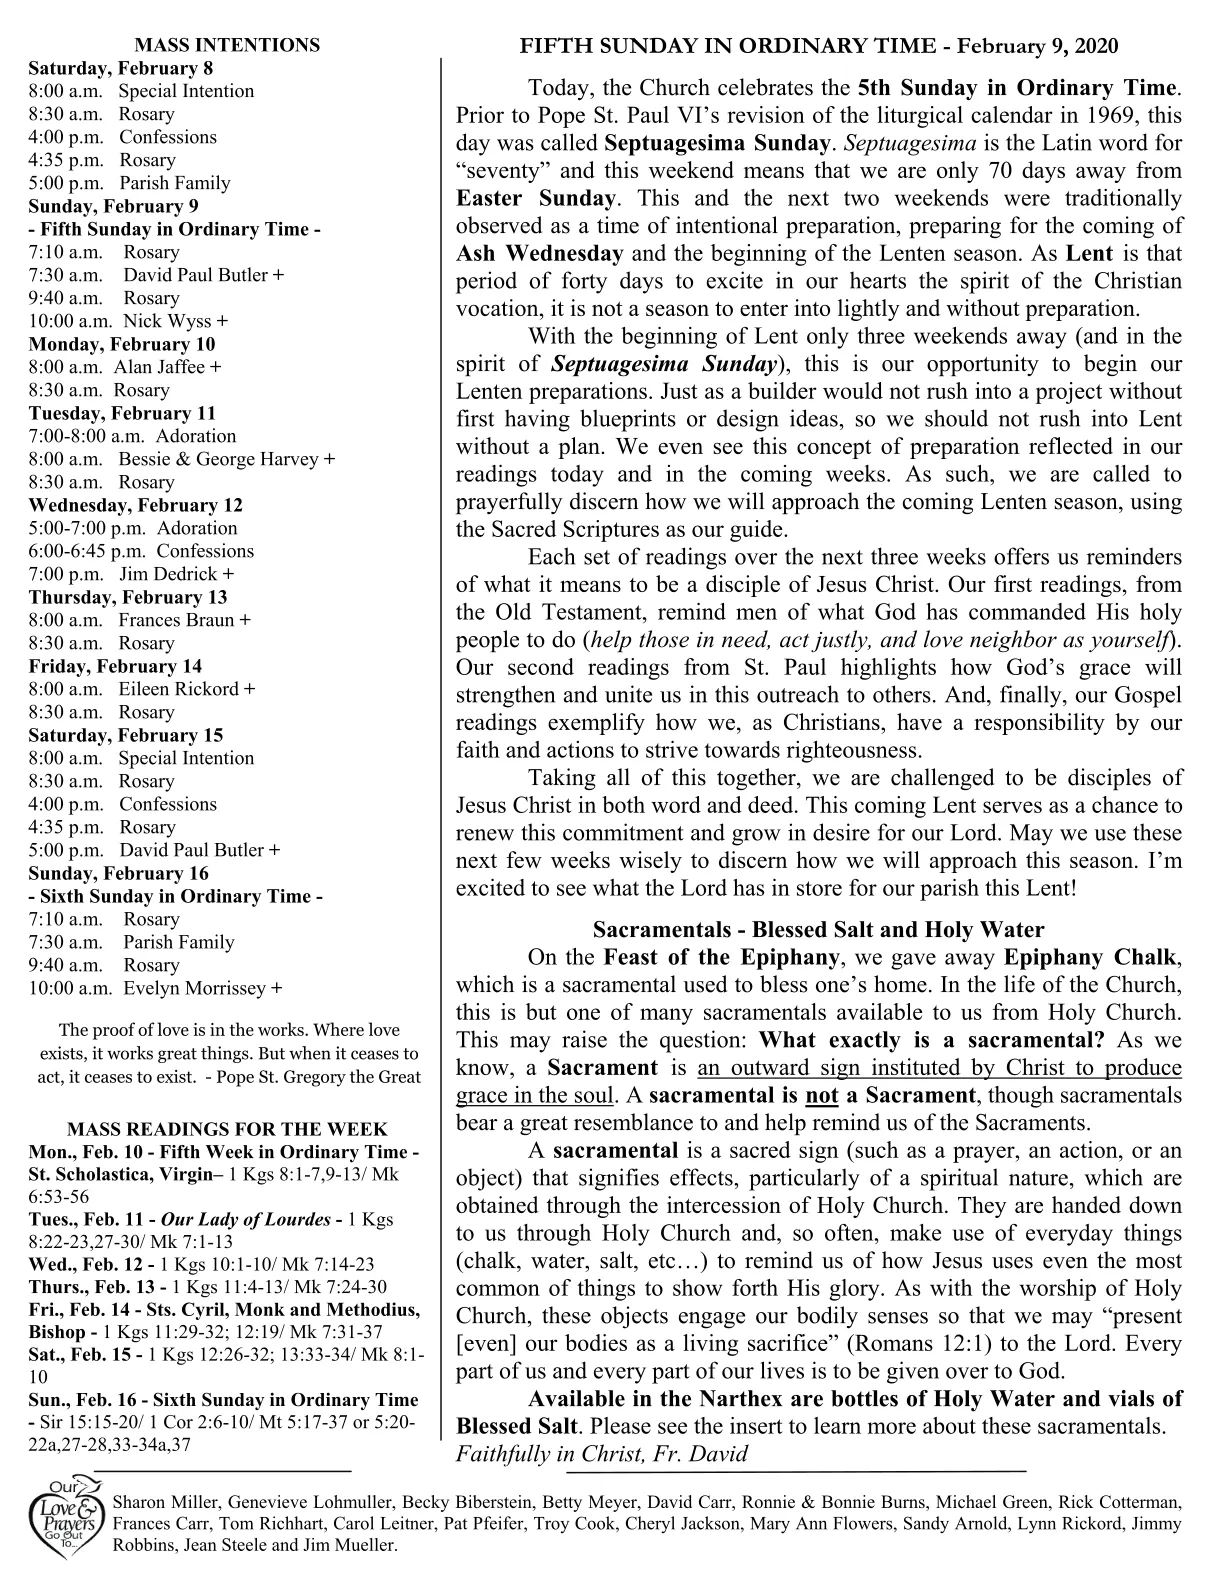 MASS INTENTIONS
Saturday, February 8
8:00 a.m. Special Intention
8:30 a.m. Rosary
4:00 p.m. Confessions
4:35 p.m. Rosary
5:00 p.m. Parish Family
Sunday, February 9
- Fifth Sunday in Ordinary Time -
7:10 a.m. Rosary
7:30 a.m. David Paul Butler +
9:40 a.m. Rosary
10:00 a.m. Nick Wyss +
Monday, February 10
8:00 a.m. Alan Jaffee +
8:30 a.m. Rosary
Tuesday, February 11
7:00-8:00 a.m. Adoration
8:00 a.m. Bessie & George Harvey +
8:30 a.m. Rosary
Wednesday, February 12
5:00-7:00 p.m. Adoration
6:00-6:45 p.m. Confessions
7:00 p.m. Jim Dedrick +
Thursday, February 13
8:00 a.m. Frances Braun +
8:30 a.m. Rosary
Friday, February 14
8:00 a.m. Eileen Rickord +
8:30 a.m. Rosary
Saturday, February 15
8:00 a.m. Special Intention
8:30 a.m. Rosary
4:00 p.m. Confessions
4:35 p.m. Rosary
5:00 p.m. David Paul Butler +
Sunday, February 16
- Sixth Sunday in Ordinary Time -
7:10 a.m. Rosary
7:30 a.m. Parish Family
9:40 a.m. Rosary
10:00 a.m. Evelyn Morrissey +
The proof of love is in the works. Where love
exists, it works great things. But when it ceases to
act, it ceases to exist. - Pope St. Gregory the Great
MASS READINGS FOR THE WEEK
Mon., Feb. 10 - Fifth Week in Ordinary Time -
St. Scholastica, Virgin– 1 Kgs 8:1-7,9-13/ Mk
6:53-56
Tues., Feb. 11 - Our Lady of Lourdes - 1 Kgs
8:22-23,27-30/ Mk 7:1-13
Wed., Feb. 12 - 1 Kgs 10:1-10/ Mk 7:14-23
Thurs., Feb. 13 - 1 Kgs 11:4-13/ Mk 7:24-30
Fri., Feb. 14 - Sts. Cyril, Monk and Methodius,
Bishop - 1 Kgs 11:29-32; 12:19/ Mk 7:31-37
Sat., Feb. 15 - 1 Kgs 12:26-32; 13:33-34/ Mk 8:1-
10
Sun., Feb. 16 - Sixth Sunday in Ordinary Time
- Sir 15:15-20/ 1 Cor 2:6-10/ Mt 5:17-37 or 5:20-
22a,27-28,33-34a,37
FIFTH SUNDAY IN ORDINARY TIME - February 9, 2020
Today, the Church celebrates the 5th Sunday in Ordinary Time.
Prior to Pope St. Paul VI’s revision of the liturgical calendar in 1969, this
day was called Septuagesima Sunday. Septuagesima is the Latin word for
“seventy” and this weekend means that we are only 70 days away from
Easter Sunday. This and the next two weekends were traditionally
observed as a time of intentional preparation, preparing for the coming of
Ash Wednesday and the beginning of the Lenten season. As Lent is that
period of forty days to excite in our hearts the spirit of the Christian
vocation, it is not a season to enter into lightly and without preparation.
With the beginning of Lent only three weekends away (and in the
spirit of Septuagesima Sunday), this is our opportunity to begin our
Lenten preparations. Just as a builder would not rush into a project without
first having blueprints or design ideas, so we should not rush into Lent
without a plan. We even see this concept of preparation reflected in our
readings today and in the coming weeks. As such, we are called to
prayerfully discern how we will approach the coming Lenten season, using
the Sacred Scriptures as our guide.
Each set of readings over the next three weeks offers us reminders
of what it means to be a disciple of Jesus Christ. Our first readings, from
the Old Testament, remind men of what God has commanded His holy
people to do (help those in need, act justly, and love neighbor as yourself).
Our second readings from St. Paul highlights how God’s grace will
strengthen and unite us in this outreach to others. And, finally, our Gospel
readings exemplify how we, as Christians, have a responsibility by our
faith and actions to strive towards righteousness.
Taking all of this together, we are challenged to be disciples of
Jesus Christ in both word and deed. This coming Lent serves as a chance to
renew this commitment and grow in desire for our Lord. May we use these
next few weeks wisely to discern how we will approach this season. I’m
excited to see what the Lord has in store for our parish this Lent!
Sacramentals - Blessed Salt and Holy Water
On the Feast of the Epiphany, we gave away Epiphany Chalk,
which is a sacramental used to bless one’s home. In the life of the Church,
this is but one of many sacramentals available to us from Holy Church.
This may raise the question: What exactly is a sacramental? As we
know, a Sacrament is an outward sign instituted by Christ to produce
grace in the soul. A sacramental is not a Sacrament, though sacramentals
bear a great resemblance to and help remind us of the Sacraments.
A sacramental is a sacred sign (such as a prayer, an action, or an
object) that signifies effects, particularly of a spiritual nature, which are
obtained through the intercession of Holy Church. They are handed down
to us through Holy Church and, so often, make use of everyday things
(chalk, water, salt, etc…) to remind us of how Jesus uses even the most
common of things to show forth His glory. As with the worship of Holy
Church, these objects engage our bodily senses so that we may “present
[even] our bodies as a living sacrifice” (Romans 12:1) to the Lord. Every
part of us and every part of our lives is to be given over to God.
Available in the Narthex are bottles of Holy Water and vials of
Blessed Salt. Please see the insert to learn more about these sacramentals.
Faithfully in Christ, Fr. David
Our
Love &
Prayers
Go Out
To...
Sharon Miller, Genevieve Lohmuller, Becky Biberstein, Betty Meyer, David Carr, Ronnie & Bonnie Burns, Michael Green, Rick Cotterman,
Frances Carr, Tom Richhart, Carol Leitner, Pat Pfeifer, Troy Cook, Cheryl Jackson, Mary Ann Flowers, Sandy Arnold, Lynn Rickord, Jimmy
Robbins, Jean Steele and Jim Mueller.